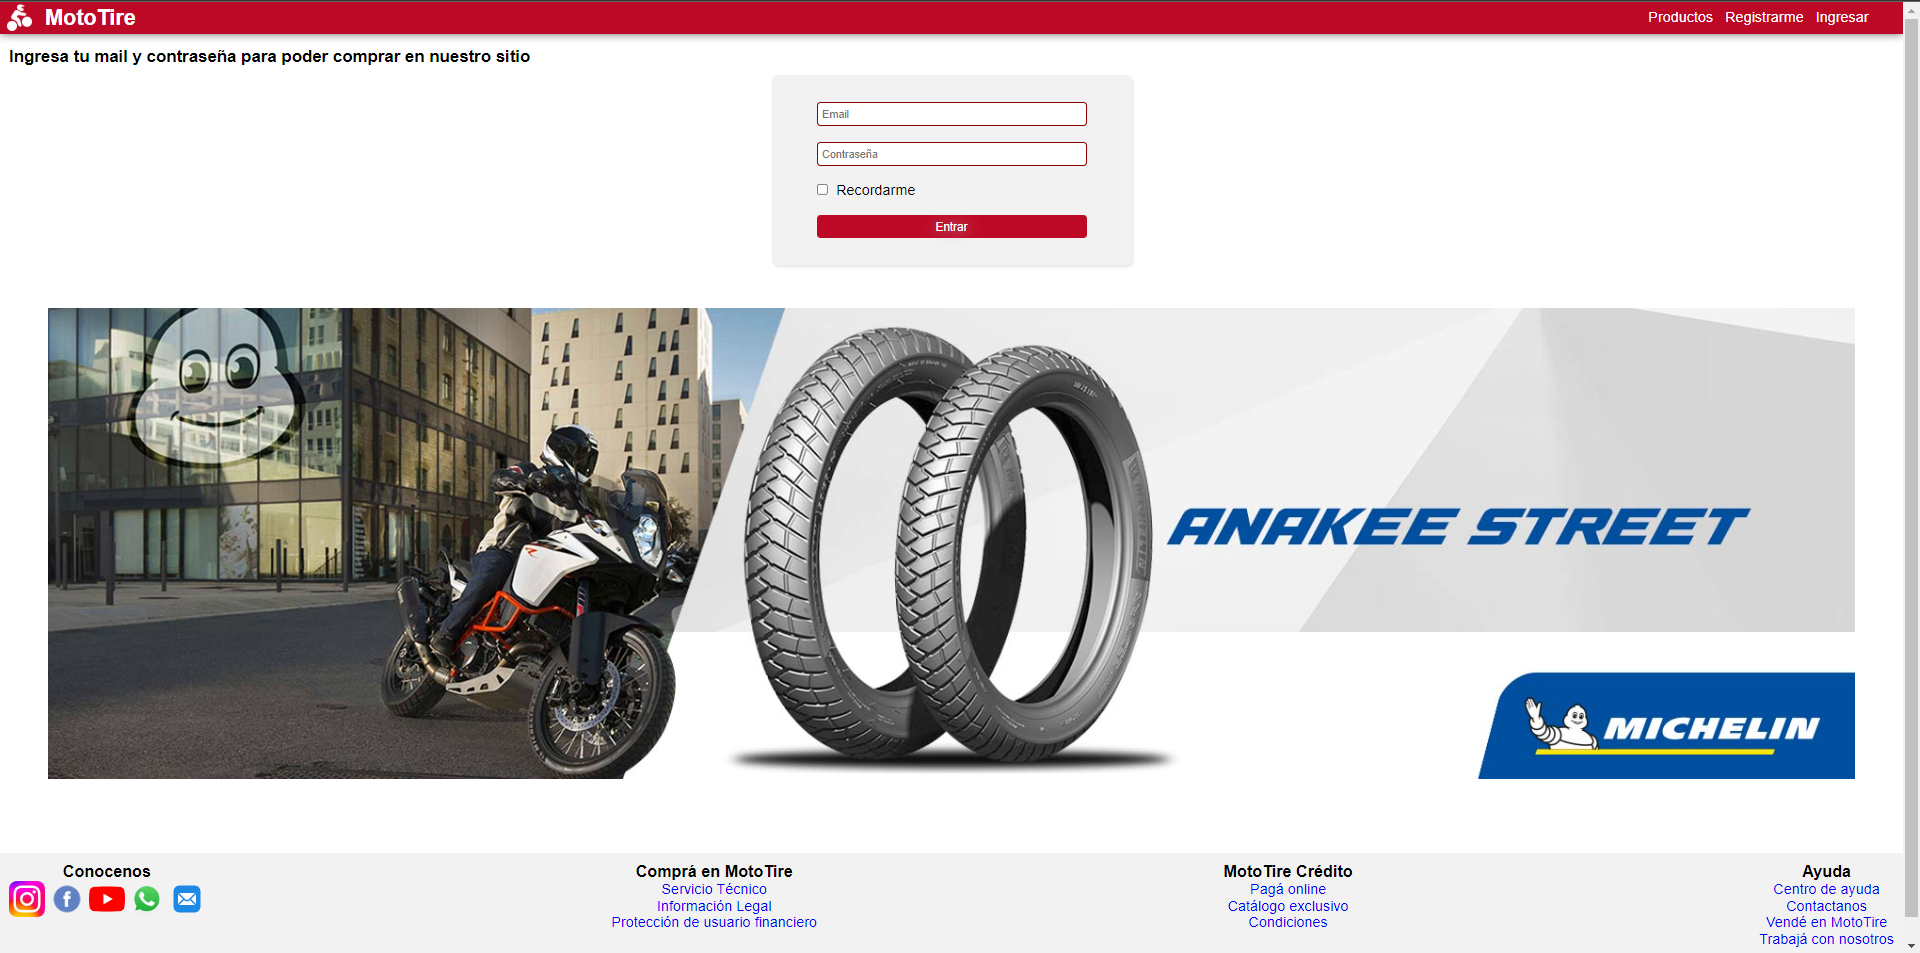 MotoTire
Productos Registrarme Ingresar
Ingresa tu mail y contraseña para poder comprar en nuestro sitio
Email
Contraseña
Recordarme
Entrar
ANAKEE STREET
MICHELIN
Conocenos
Comprá en MotoTire
Servicio Técnico
Información Legal
Protección de usuario financiero
MotoTire Crédito
Pagá online
Catálogo exclusivo
Condiciones
Ayuda
Centro de ayuda
Contactanos
Vendé en MotoTire
Trabajá con nosotros